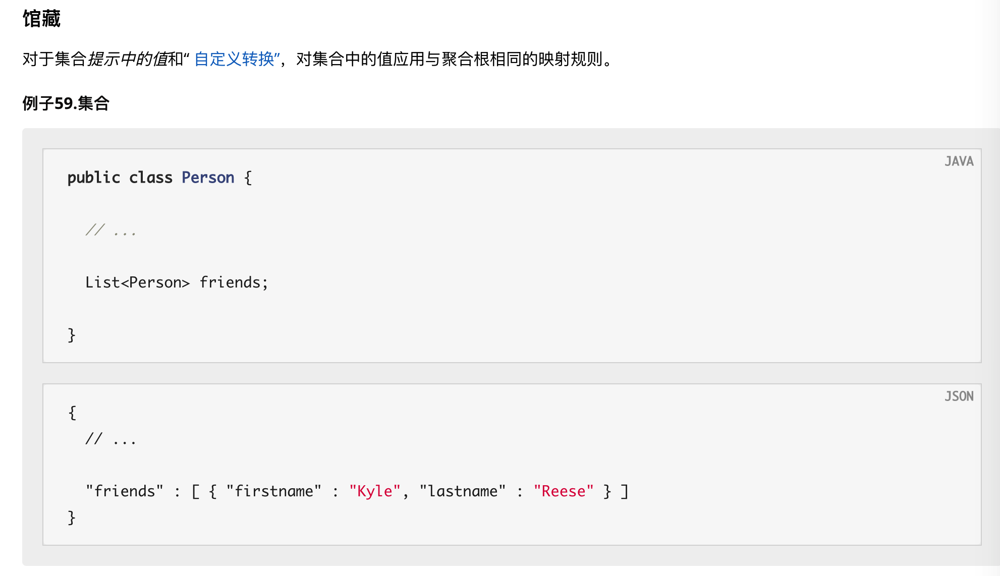 馆藏
对于集合提示中的值和“ 自定义转换”，对集合中的值应用与聚合根相同的映射规则。
例子59.集合
JAVA
public class Person {
// ...
List<Person> friends;
}
JSON
{
// ...
"friends" : [ { "firstname" : "Kyle", "lastname" : "Reese" } ]
}